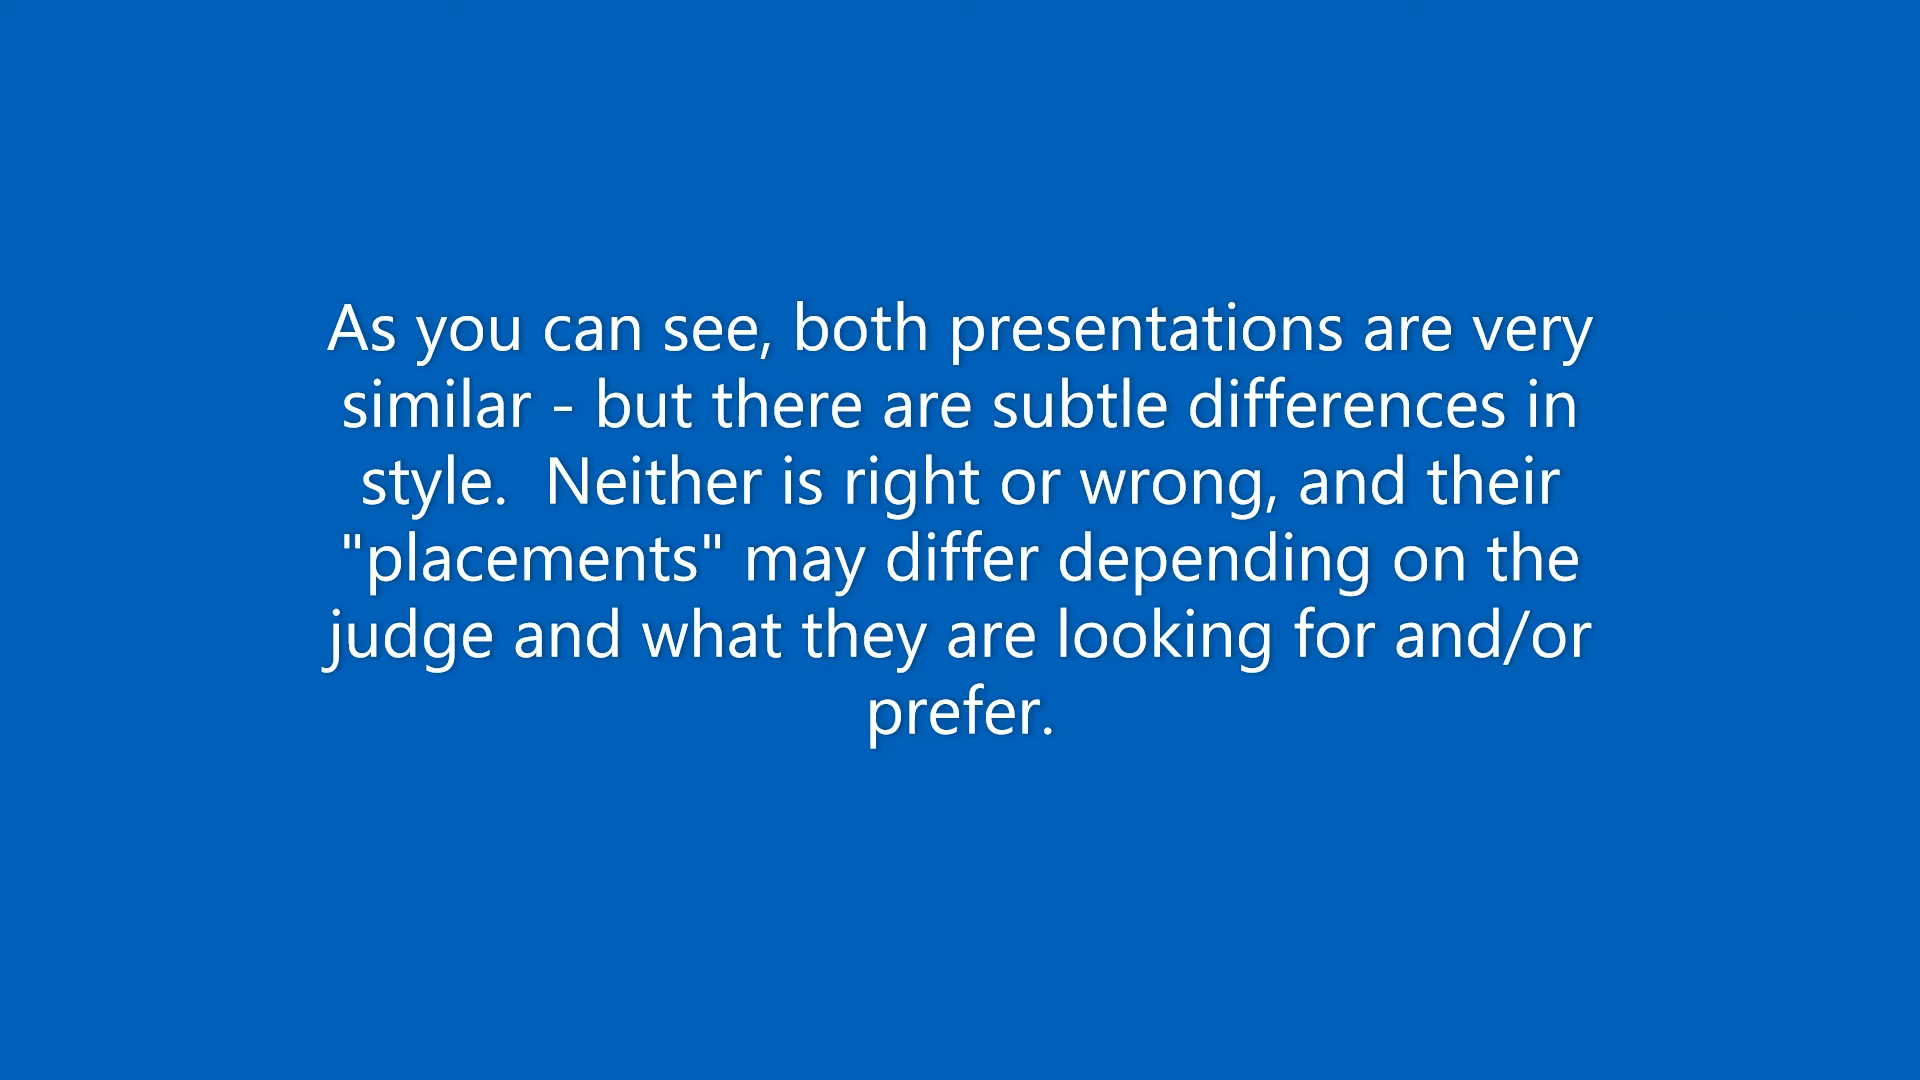 As you can see, both presentations are very
similar - but there are subtle differences in
style.  Neither is right or wrong, and their
"placements" may differ depending on the
judge and what they are looking for and/or
prefer.